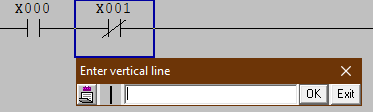 X000 X001
Enter vertical line
OK Exit